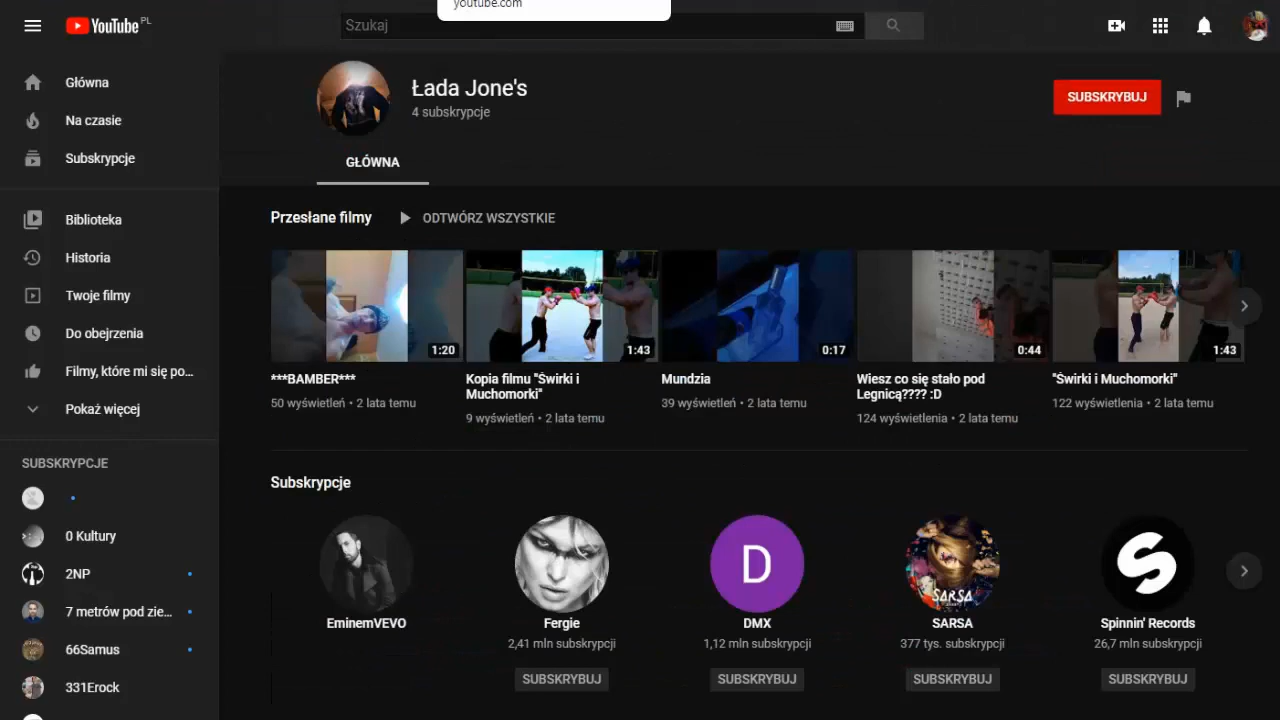 youtube.com
YouTube PL
Szukaj
Główna
Na czasie
Subskrypcje
Biblioteka
Historia
Twoje filmy
Do obejrzenia
Filmy, które mi się po...
Pokaż więcej
SUBSKRYPCJE
0 Kultury
2NP
7 metrów pod zie...
66Samus
331Erock
Łada Jone's
4 subskrypcje
SUBSKRYBUJ
GŁÓWNA
Przesłane filmy
ODTWÓRZ WSZYSTKIE
1:20
***BAMBER***
50 wyświetleń • 2 lata temu
1:43
Kopia filmu "Świrki i
Muchomorki"
9 wyświetleń • 2 lata temu
0:17
Mundzia
39 wyświetleń • 2 lata temu
0:44
Wiesz co się stało pod
Legnicą???? :D
124 wyświetlenia • 2 lata temu
1:43
"Świrki i Muchomorki"
122 wyświetlenia • 2 lata temu
Subskrypcje
EminemVEVO
Fergie
2,41 mln subskrypcji
SUBSKRYBUJ
D
DMX
1,12 mln subskrypcji
SUBSKRYBUJ
SARSA
SARSA
377 tys. subskrypcji
SUBSKRYBUJ
Spinnin' Records
26,7 mln subskrypcji
SUBSKRYBUJ